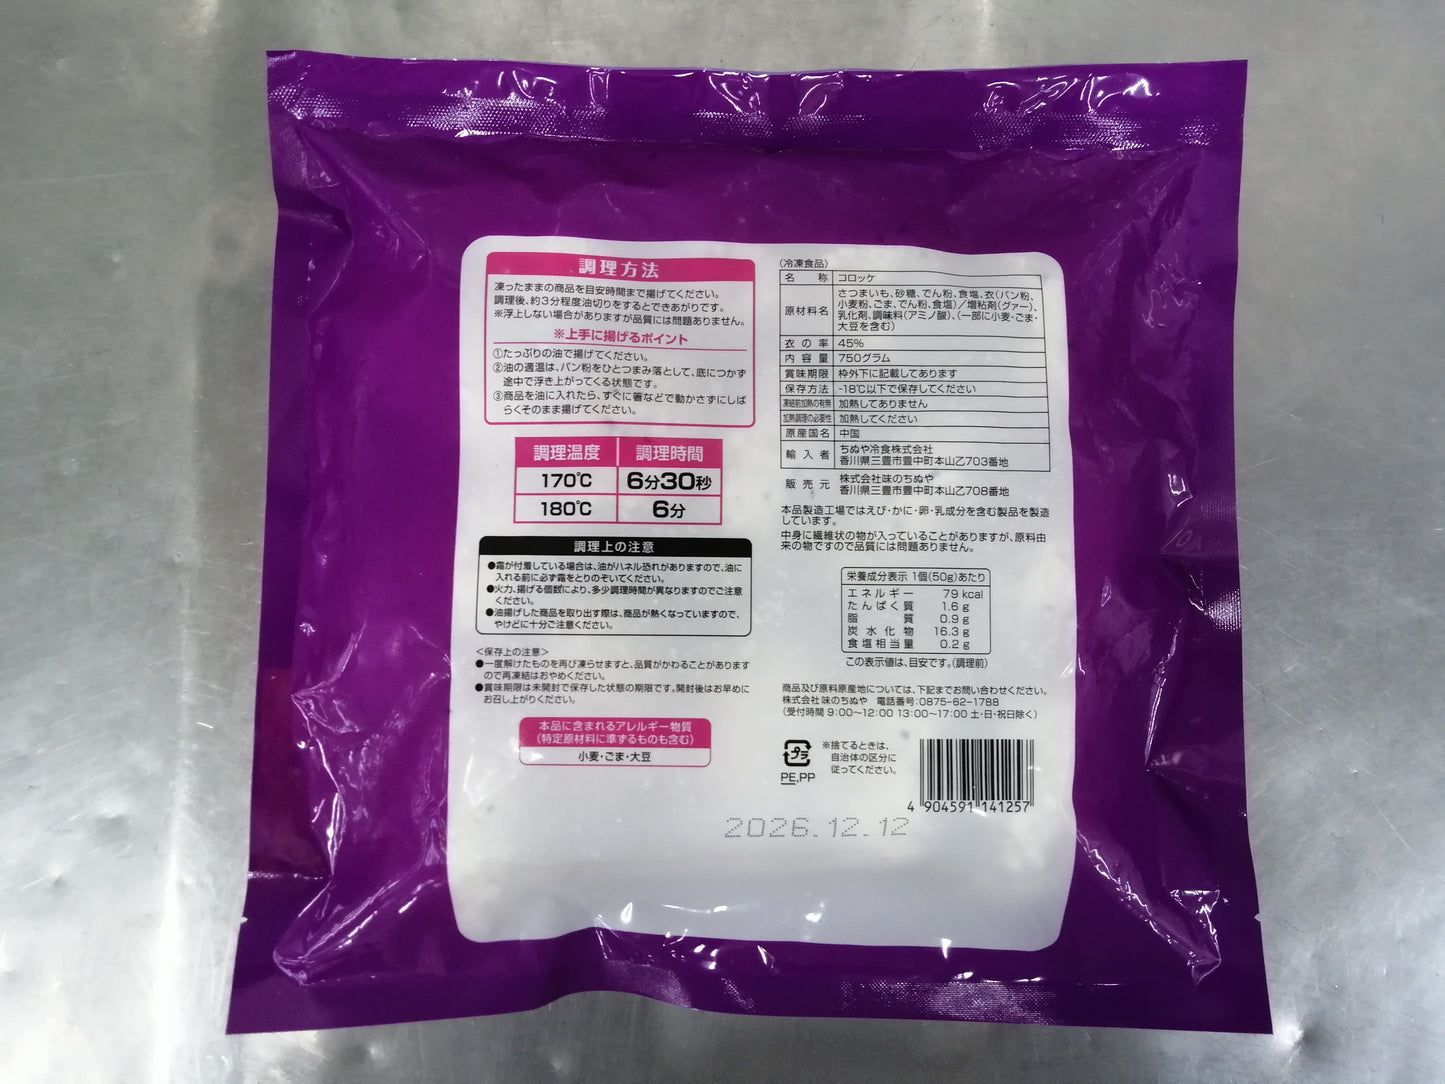 調理方法
凍ったままの商品を目安時間まで揚げてください。
調理後、約3分程度油切りをするとできあがりです。
※浮上しない場合がありますが品質には問題ありません。
※上手に揚げるポイント
①たっぷりの油で揚げてください。
②油の適温は、パン粉をひとつまみ落として、底につかず
途中で浮き上がってくる状態です。
③商品を油に入れたら、すぐに箸などで動かさずにしば
らくそのまま揚げてください。
調理温度 調理時間
170℃ 6分30秒
180℃ 6分
調理上の注意
●霜が付着している場合は、油がハネル恐れがありますので、油に
入れる前に必ず霜をとりのぞいてください。
●火力、揚げる個数により、多少調理時間が異なりますのでご注意
ください。
●油揚げした商品を取り出す際は、商品が熱くなっていますので、
やけどに十分ご注意ください。
<保存上の注意>
●一度解けたものを再び凍らせますと、品質がかわることがあります
ので再凍結はおやめください。
●賞味期限は未開封で保存した状態の期限です。開封後はお早めに
お召し上がりください。
本品に含まれるアレルギー物質
(特定原材料に準ずるものも含む)
小麦・ごま・大豆
(冷凍食品)
名称 コロッケ
原材料名 さつまいも、砂糖、でん粉、食塩、衣(パン粉、
小麦粉、ごま、でん粉、食塩)/増粘剤(グァー)、
乳化剤、調味料(アミノ酸)、(一部に小麦・ごま・
大豆を含む)
衣の率 45%
内容量 750グラム
賞味期限 枠外下に記載してあります
保存方法 -18℃以下で保存してください
凍結前加熱の有無 加熱してありません
加熱調理の必要性 加熱してください
原産国名 中国
輸入者 ちぬや冷食株式会社
香川県三豊市豊中町本山乙703番地
販売元 株式会社味のちぬや
香川県三豊市豊中町本山乙708番地
本品製造工場ではえび・かに・卵・乳成分を含む製品を製造
しています。
中身に繊維状の物が入っていることがありますが、原料由
来の物ですので品質には問題ありません。
栄養成分表示 1個(50g)あたり
エネルギー 79 kcal
たんぱく質 1.6 g
脂質 0.9 g
炭水化物 16.3 g
食塩相当量 0.2 g
この表示値は、目安です。(調理前)
商品及び原料原産地については、下記までお問い合わせください。
株式会社 味のちぬや 電話番号:0875-62-1788
(受付時間 9:00〜12:00 13:00〜17:00 土・日・祝日除く)
プラ
PE,PP
※捨てるときは、
自治体の区分に
従ってください。
4 904591 141257
2026.12.12